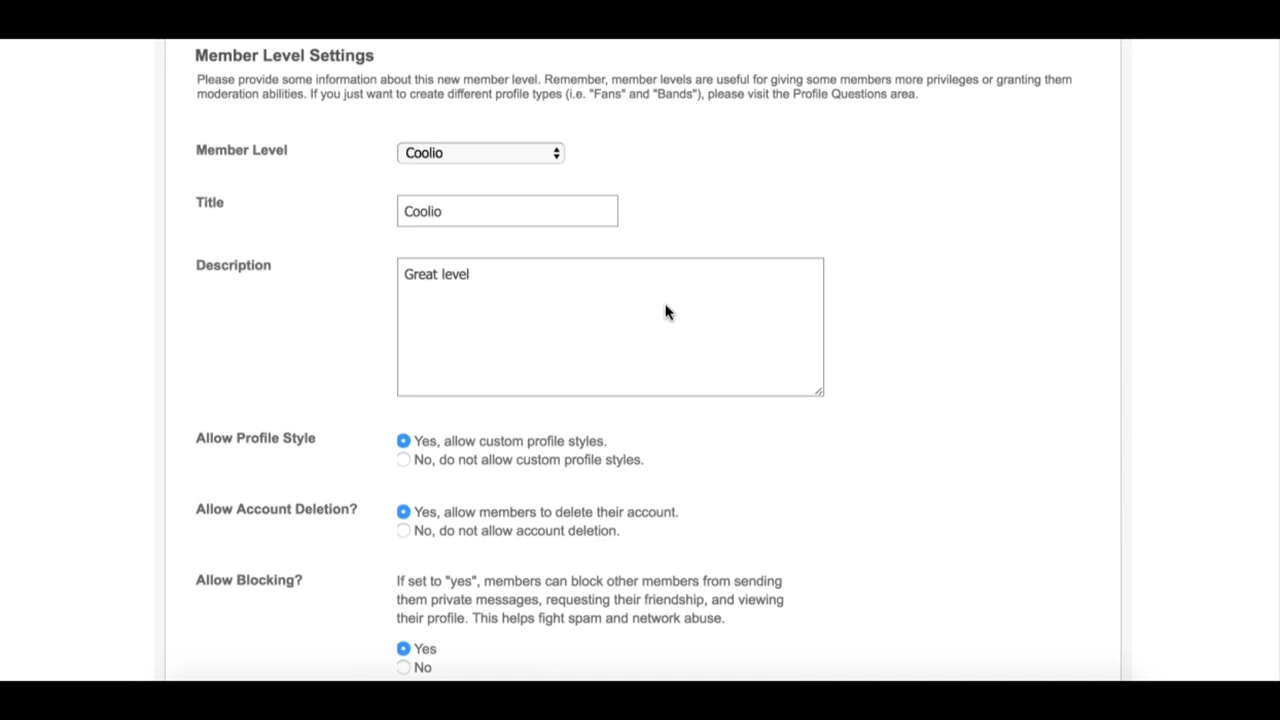 Member Level Settings
Please provide some information about this new member level. Remember, member levels are useful for giving some members more privileges or granting them
moderation abilities. If you just want to create different profile types (i.e. "Fans" and "Bands"), please visit the Profile Questions area.
Member Level
Coolio
Title
Coolio
Description
Great level
Allow Profile Style
Yes, allow custom profile styles.
No, do not allow custom profile styles.
Allow Account Deletion?
Yes, allow members to delete their account.
No, do not allow account deletion.
Allow Blocking?
If set to "yes", members can block other members from sending
them private messages, requesting their friendship, and viewing
their profile. This helps fight spam and network abuse.
Yes
No